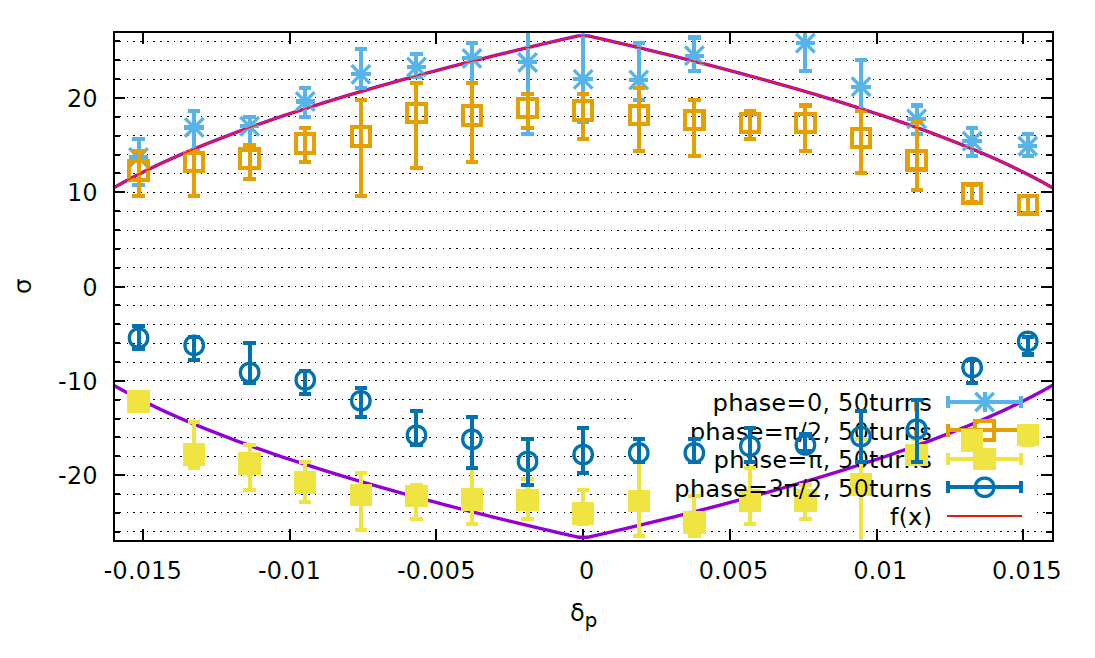 20
10
0
-10
-20
σ
phase=0, 50turns
phase=π/2, 50turns
phase=π, 50turns
phase=3π/2, 50turns
f(x)
-0.015 -0.01 -0.005 0 0.005 0.01 0.015
δp